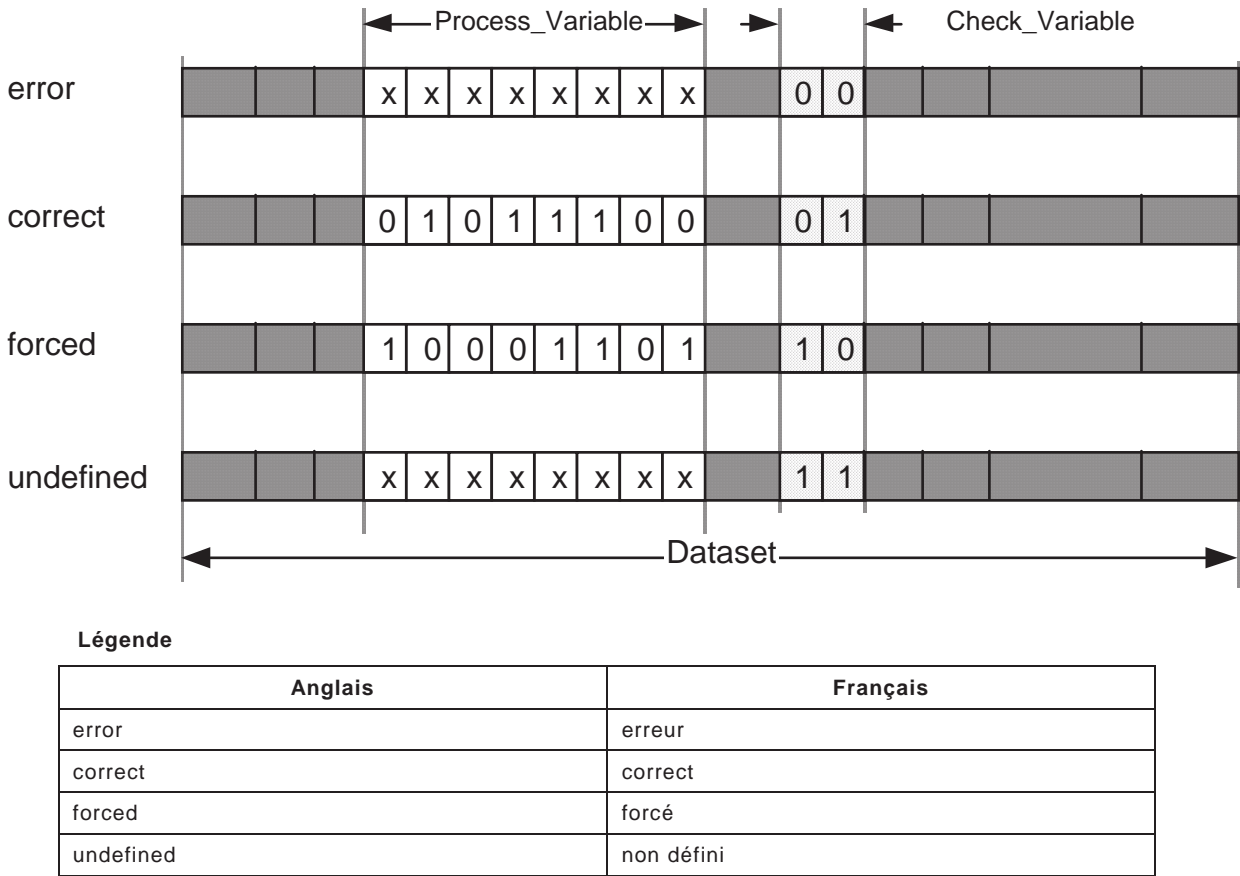 Process_Variable Check_Variable
error x x x x x x x x 0 0
correct 0 1 0 1 1 1 0 0 0 1
forced 1 0 0 0 1 1 0 1 1 0
undefined x x x x x x x x 1 1
Dataset
Légende
Anglais Français
error erreur
correct correct
forced forcé
undefined non défini